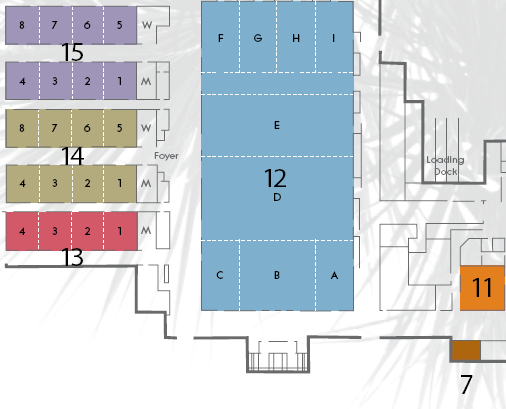 8 7 6 5 W
15
4 3 2 1 M
8 7 6 5 W
14
4 3 2 1 M
4 3 2 1 M
13
Foyer
F G H I
E
12
D
C B A
Loading
Dock
11
7